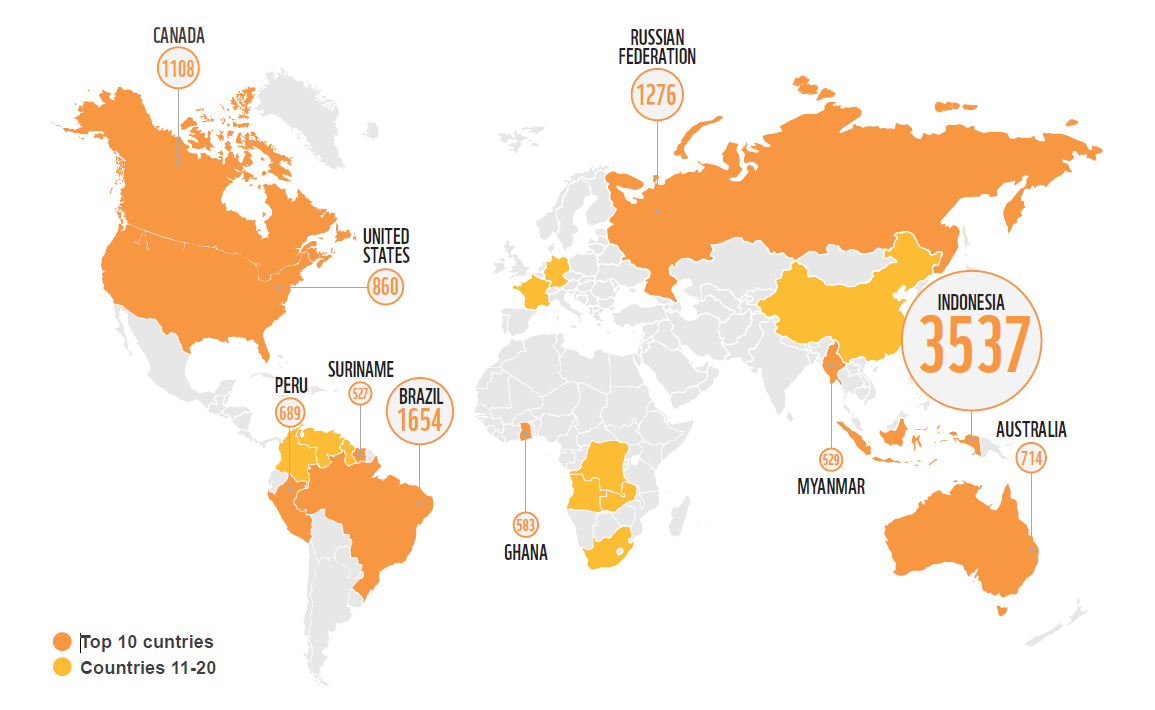 CANADA
1108
RUSSIAN
FEDERATION
1276
UNITED
STATES
860
INDONESIA
3537
SURINAME
527
PERU
689
BRAZIL
1654
AUSTRALIA
714
529
MYANMAR
583
GHANA
Top 10 cuntries
Countries 11-20